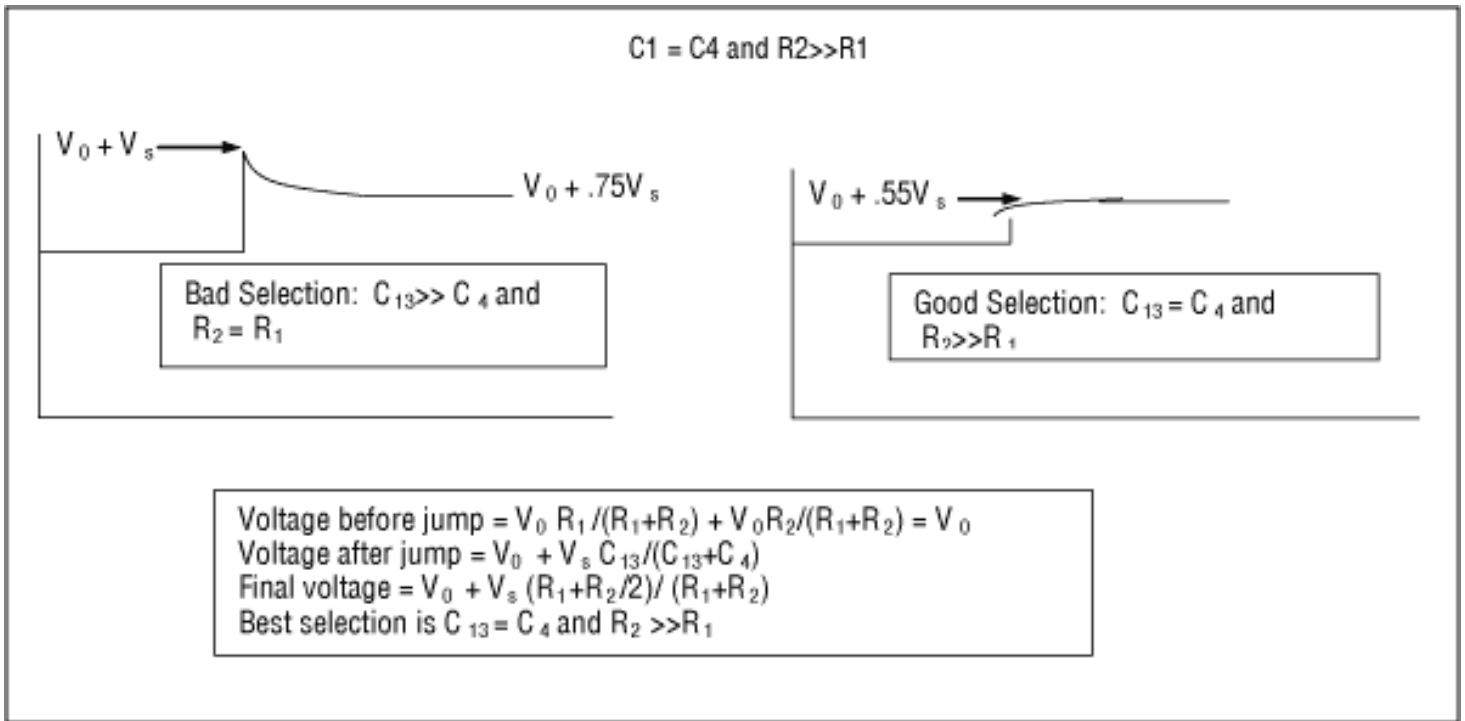 C1 = C4 and R2>>R1
V₀ + Vₛ
V₀ + .75Vₛ
Bad Selection: C₁₃>> C₄ and
R₂ = R₁
V₀ + .55Vₛ
Good Selection: C₁₃ = C₄ and
R₂>>R₁
Voltage before jump = V₀ R₁/(R₁+R₂) + V₀R₂/(R₁+R₂) = V₀
Voltage after jump = V₀ + Vₛ C₁₃/(C₁₃+C₄)
Final voltage = V₀ + Vₛ (R₁+R₂/2)/ (R₁+R₂)
Best selection is C₁₃ = C₄ and R₂ >>R₁